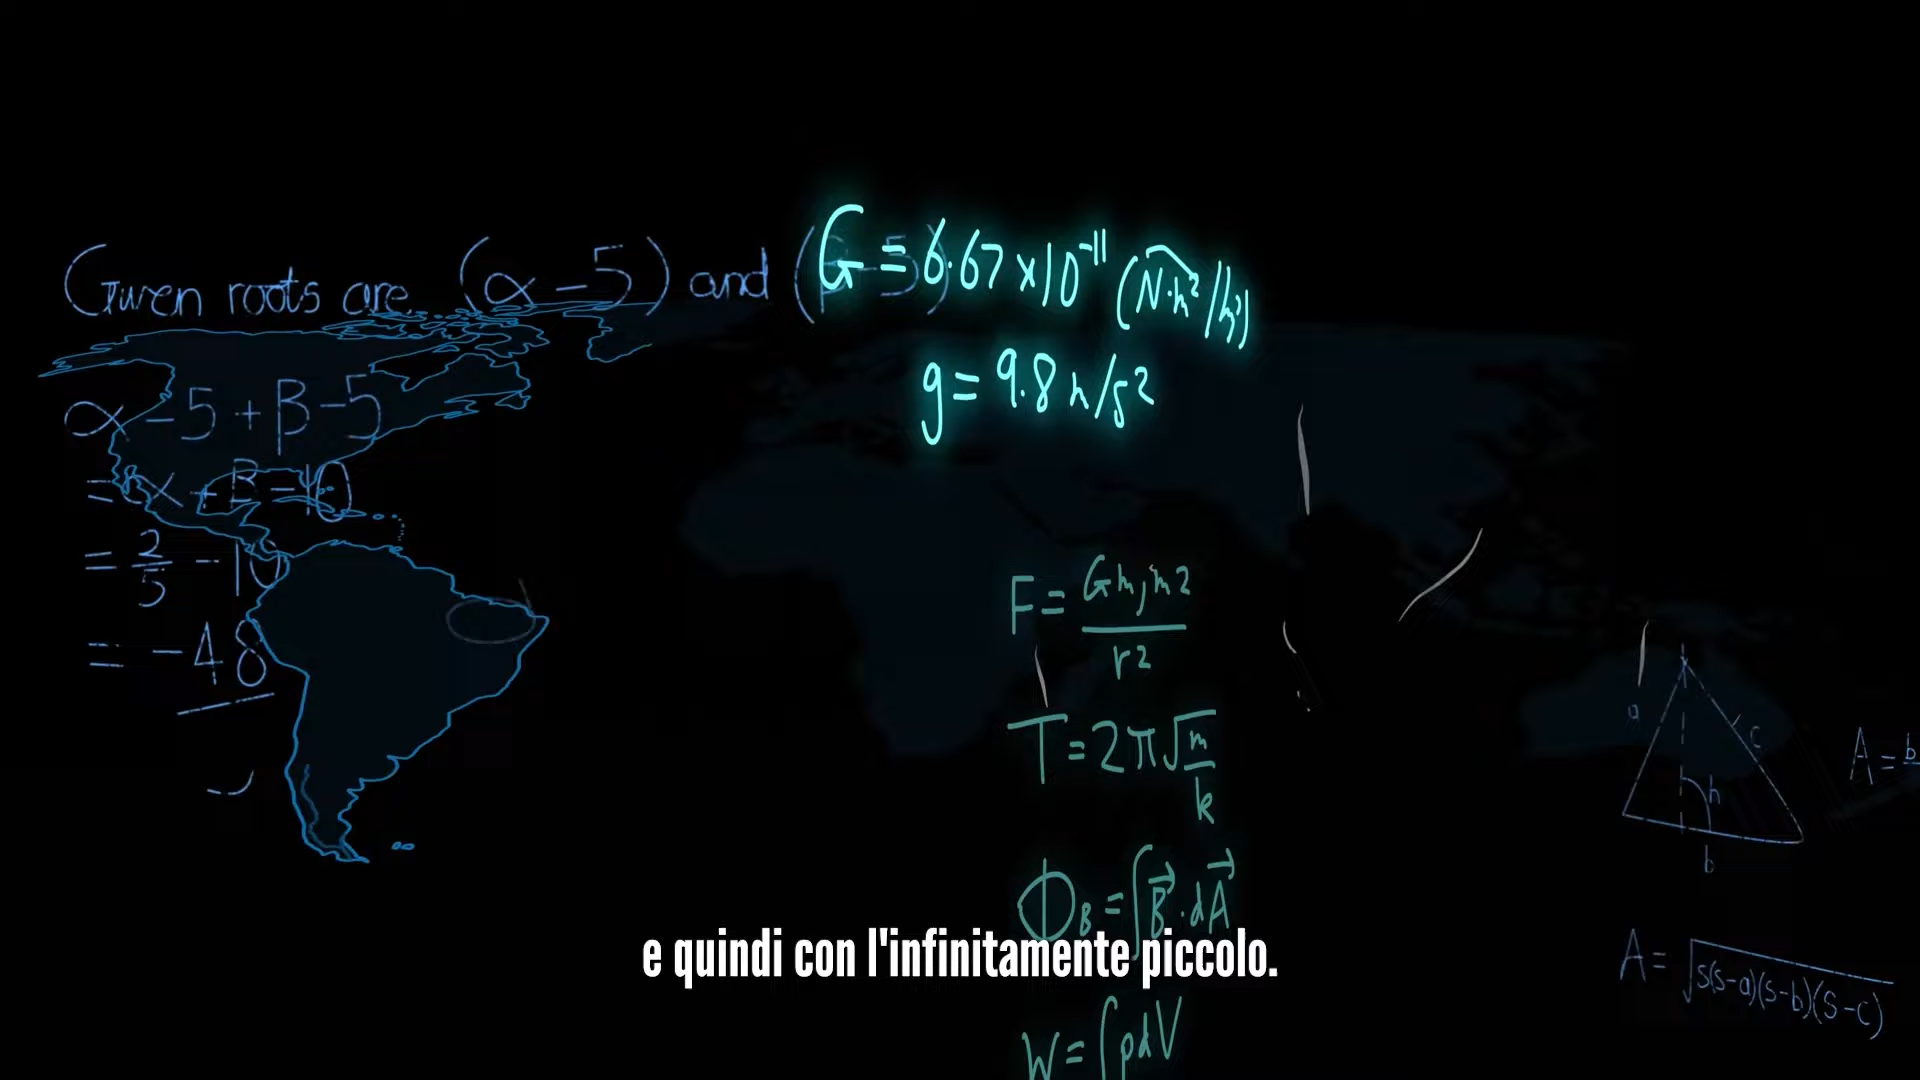 Given roots are (α – 5) and (β – 5)
α – 5 + β – 5
= α + β – 10
= 2/5 – 10
= – 48
G = 6.67 × 10⁻¹¹ (N·m²/kg²)
g = 9.8 m/s²
F = Gm₁m2/r²
T = 2π√(m/k)
Φ_B = ∫B⃗·dA⃗
W = ∫pdV
a
c
h
b
A = b
A = √(s(s-a)(s-b)(s-c))
e quindi con l'infinitamente piccolo.